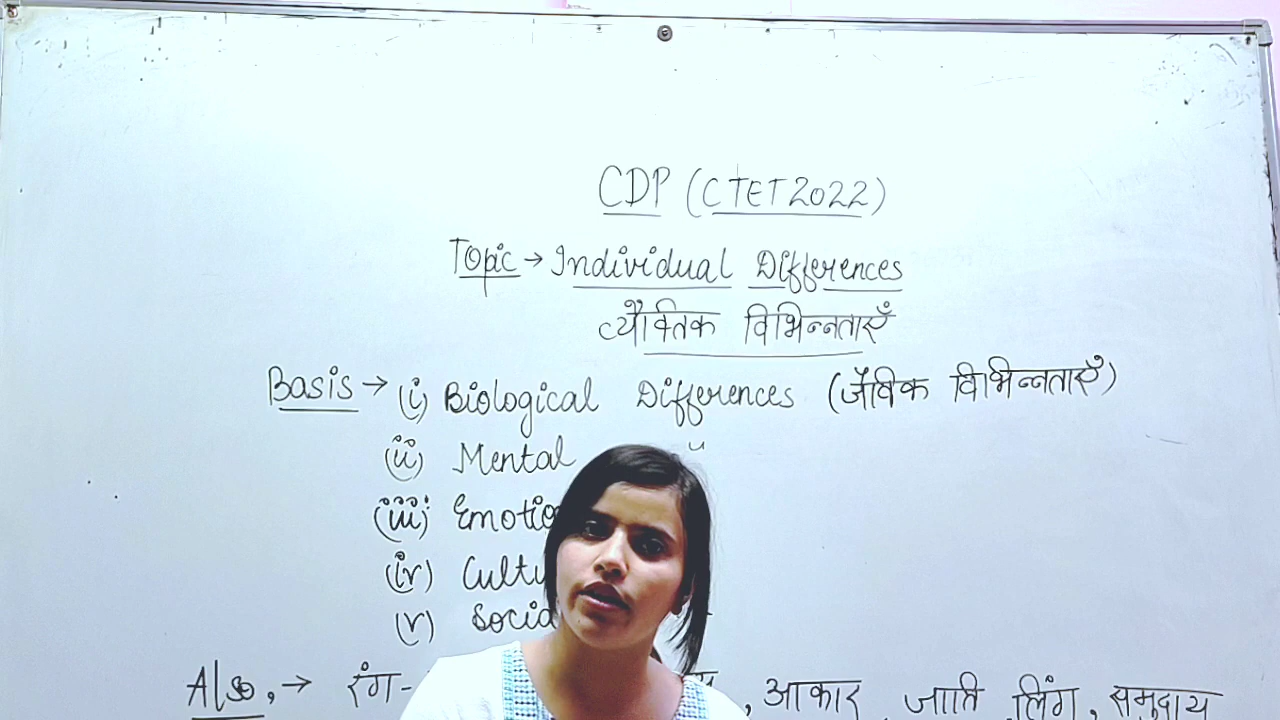 CDP (CTET 2022)
Topic → Individual Differences
व्यैक्तिक विभिन्नताएँ
Basis → (i) Biological Differences (जैविक विभिन्नताएँ)
(ii) Mental "
(iii) Emotio
(iv) Cultu
(v) Socia
Also, → रंग- , आकार, जाति, लिंग, समुदाय